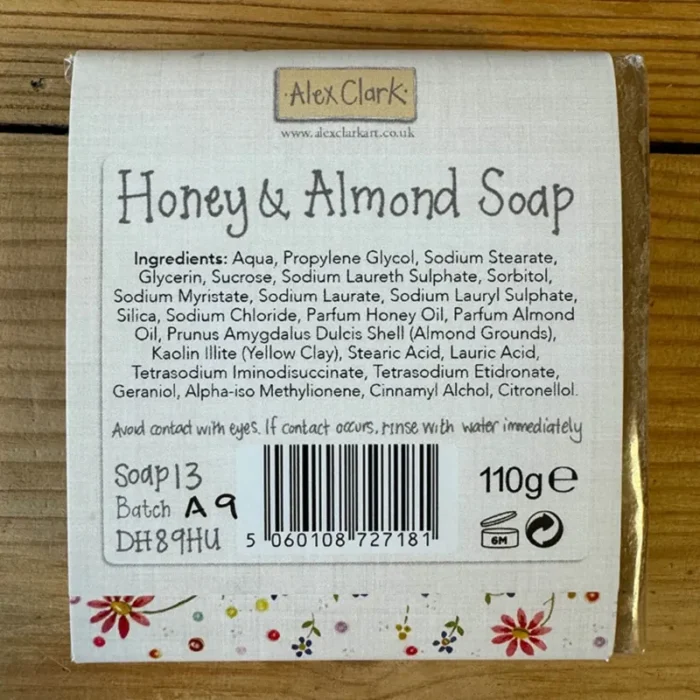 ·Alex Clark·
www.alexclarkart.co.uk
Honey & Almond Soap
Ingredients: Aqua, Propylene Glycol, Sodium Stearate,
Glycerin, Sucrose, Sodium Laureth Sulphate, Sorbitol,
Sodium Myristate, Sodium Laurate, Sodium Lauryl Sulphate,
Silica, Sodium Chloride, Parfum Honey Oil, Parfum Almond
Oil, Prunus Amygdalus Dulcis Shell (Almond Grounds),
Kaolin Illite (Yellow Clay), Stearic Acid, Lauric Acid,
Tetrasodium Iminodisuccinate, Tetrasodium Etidronate,
Geraniol, Alpha-iso Methylionene, Cinnamyl Alchol, Citronellol.
Avoid contact with eyes. If contact occurs, rinse with water immediately
Soap13
Batch A9
DH89HU
5 060108 727181
110g℮
6M